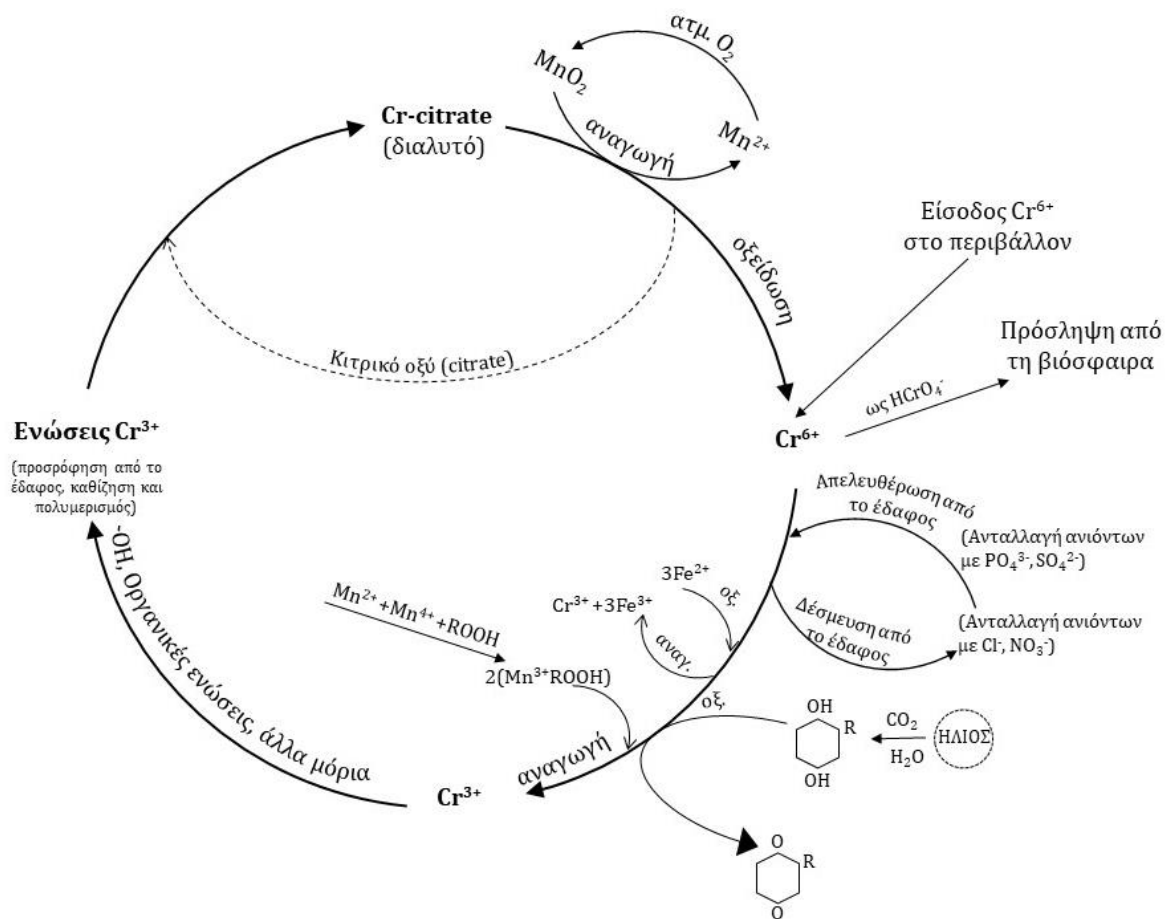 ατμ. O₂
MnO₂
Mn²⁺
αναγωγή
Cr-citrate
(διαλυτό)
οξείδωση
Είσοδος Cr⁶⁺
στο περιβάλλον
Πρόσληψη από
τη βιόσφαιρα
ως HCrO₄⁻
Κιτρικό οξύ (citrate)
Cr⁶⁺
Ενώσεις Cr³⁺
(προσρόφηση από το
έδαφος, καθίζηση και
πολυμερισμός)
Απελευθέρωση από
το έδαφος
(Ανταλλαγή ανιόντων
με PO₄³⁻, SO₄²⁻)
Δέσμευση από
το έδαφος
(Ανταλλαγή ανιόντων
με Cl⁻, NO₃⁻)
3Fe²⁺
οξ.
Cr³⁺ +3Fe³⁺
αναγ.
Mn²⁺+Mn⁴⁺+ROOH
2(Mn³⁺ROOH)
οξ.
OH
R
OH
CO₂
H₂O
ΗΛΙΟΣ
αναγωγή
Cr³⁺
-OH, Οργανικές ενώσεις, άλλα μόρια
O
R
O